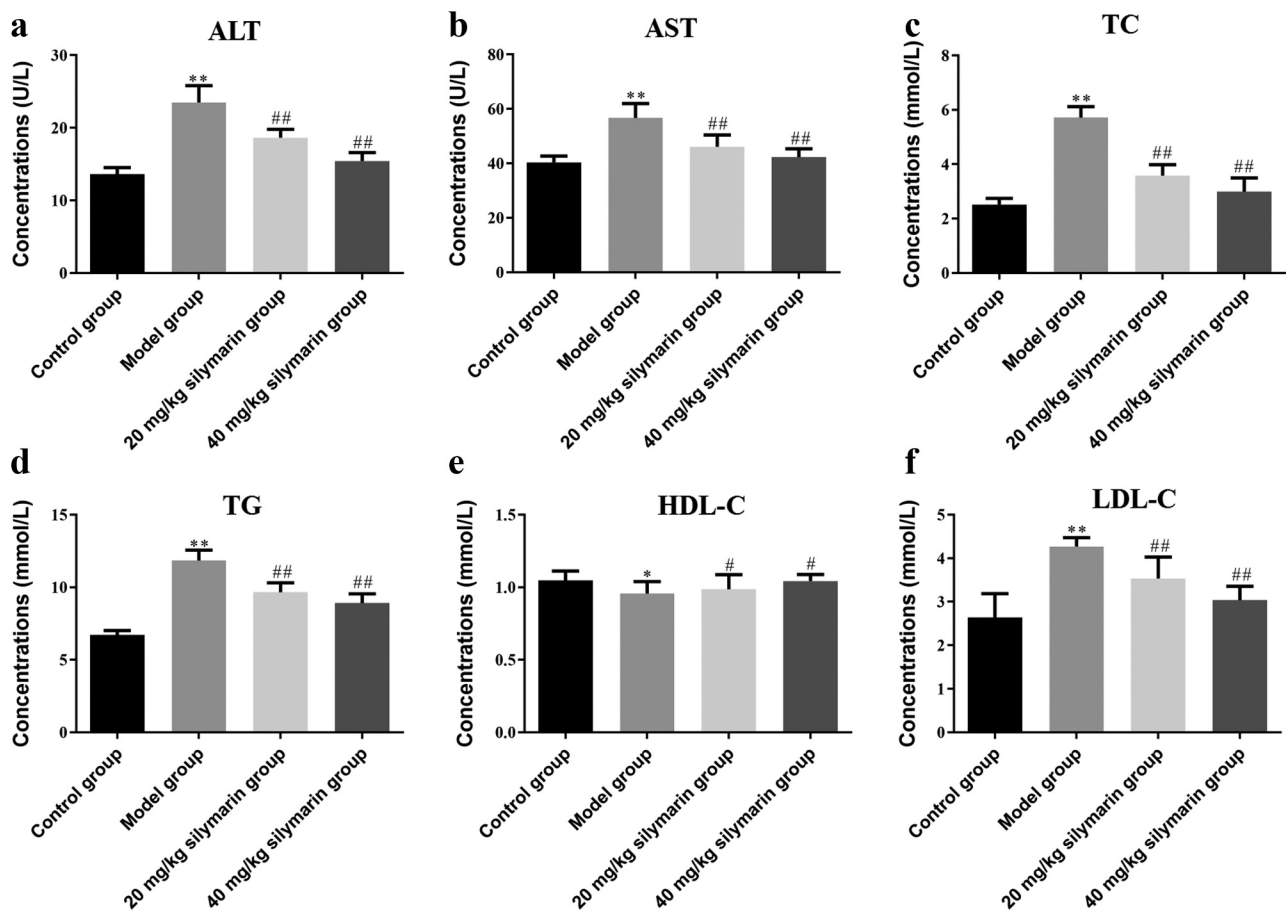 a
ALT
Concentrations (U/L)
30
20
10
0
**
##
##
Control group
Model group
20 mg/kg silymarin group
40 mg/kg silymarin group
b
AST
Concentrations (U/L)
80
60
40
20
0
**
##
##
Control group
Model group
20 mg/kg silymarin group
40 mg/kg silymarin group
c
TC
Concentrations (mmol/L)
8
6
4
2
0
**
##
##
Control group
Model group
20 mg/kg silymarin group
40 mg/kg silymarin group
d
TG
Concentrations (mmol/L)
15
10
5
0
**
##
##
Control group
Model group
20 mg/kg silymarin group
40 mg/kg silymarin group
e
HDL-C
Concentrations (mmol/L)
1.5
1.0
0.5
0.0
*
#
#
Control group
Model group
20 mg/kg silymarin group
40 mg/kg silymarin group
f
LDL-C
Concentrations (mmol/L)
5
4
3
2
1
0
**
##
##
Control group
Model group
20 mg/kg silymarin group
40 mg/kg silymarin group